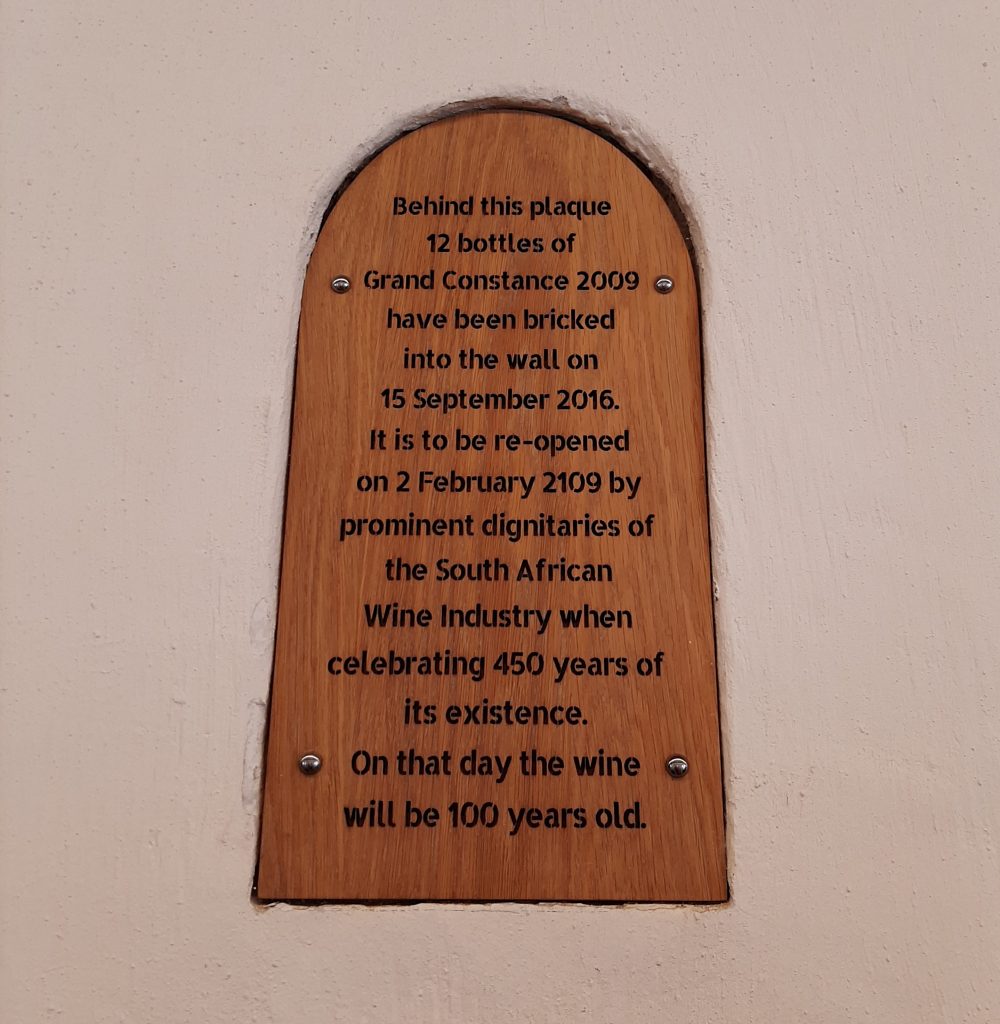 Behind this plaque
12 bottles of
Grand Constance 2009
have been bricked
into the wall on
15 September 2016.
It is to be re-opened
on 2 February 2109 by
prominent dignitaries of
the South African
Wine Industry when
celebrating 450 years of
its existence.
On that day the wine
will be 100 years old.